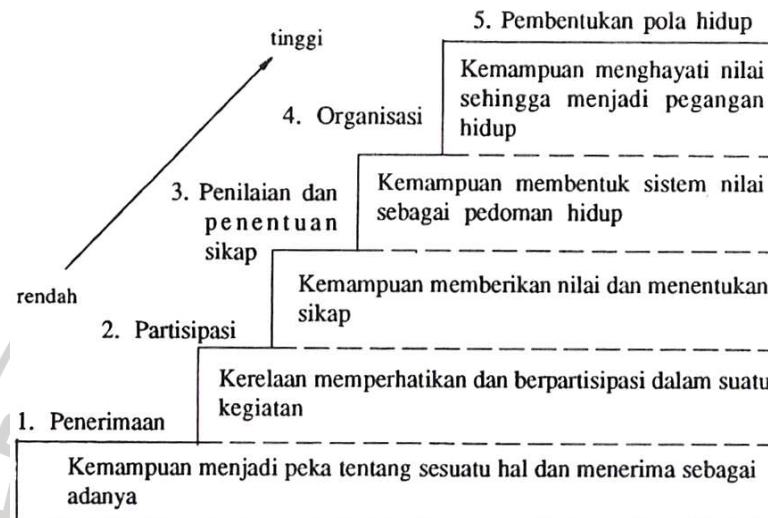 5. Pembentukan pola hidup
tinggi
Kemampuan menghayati nilai
sehingga menjadi pegangan
hidup
4. Organisasi
Kemampuan membentuk sistem nilai
sebagai pedoman hidup
3. Penilaian dan
penentuan
sikap
Kemampuan memberikan nilai dan menentukan
sikap
rendah
2. Partisipasi
Kerelaan memperhatikan dan berpartisipasi dalam suatu
kegiatan
1. Penerimaan
Kemampuan menjadi peka tentang sesuatu hal dan menerima sebagai
adanya